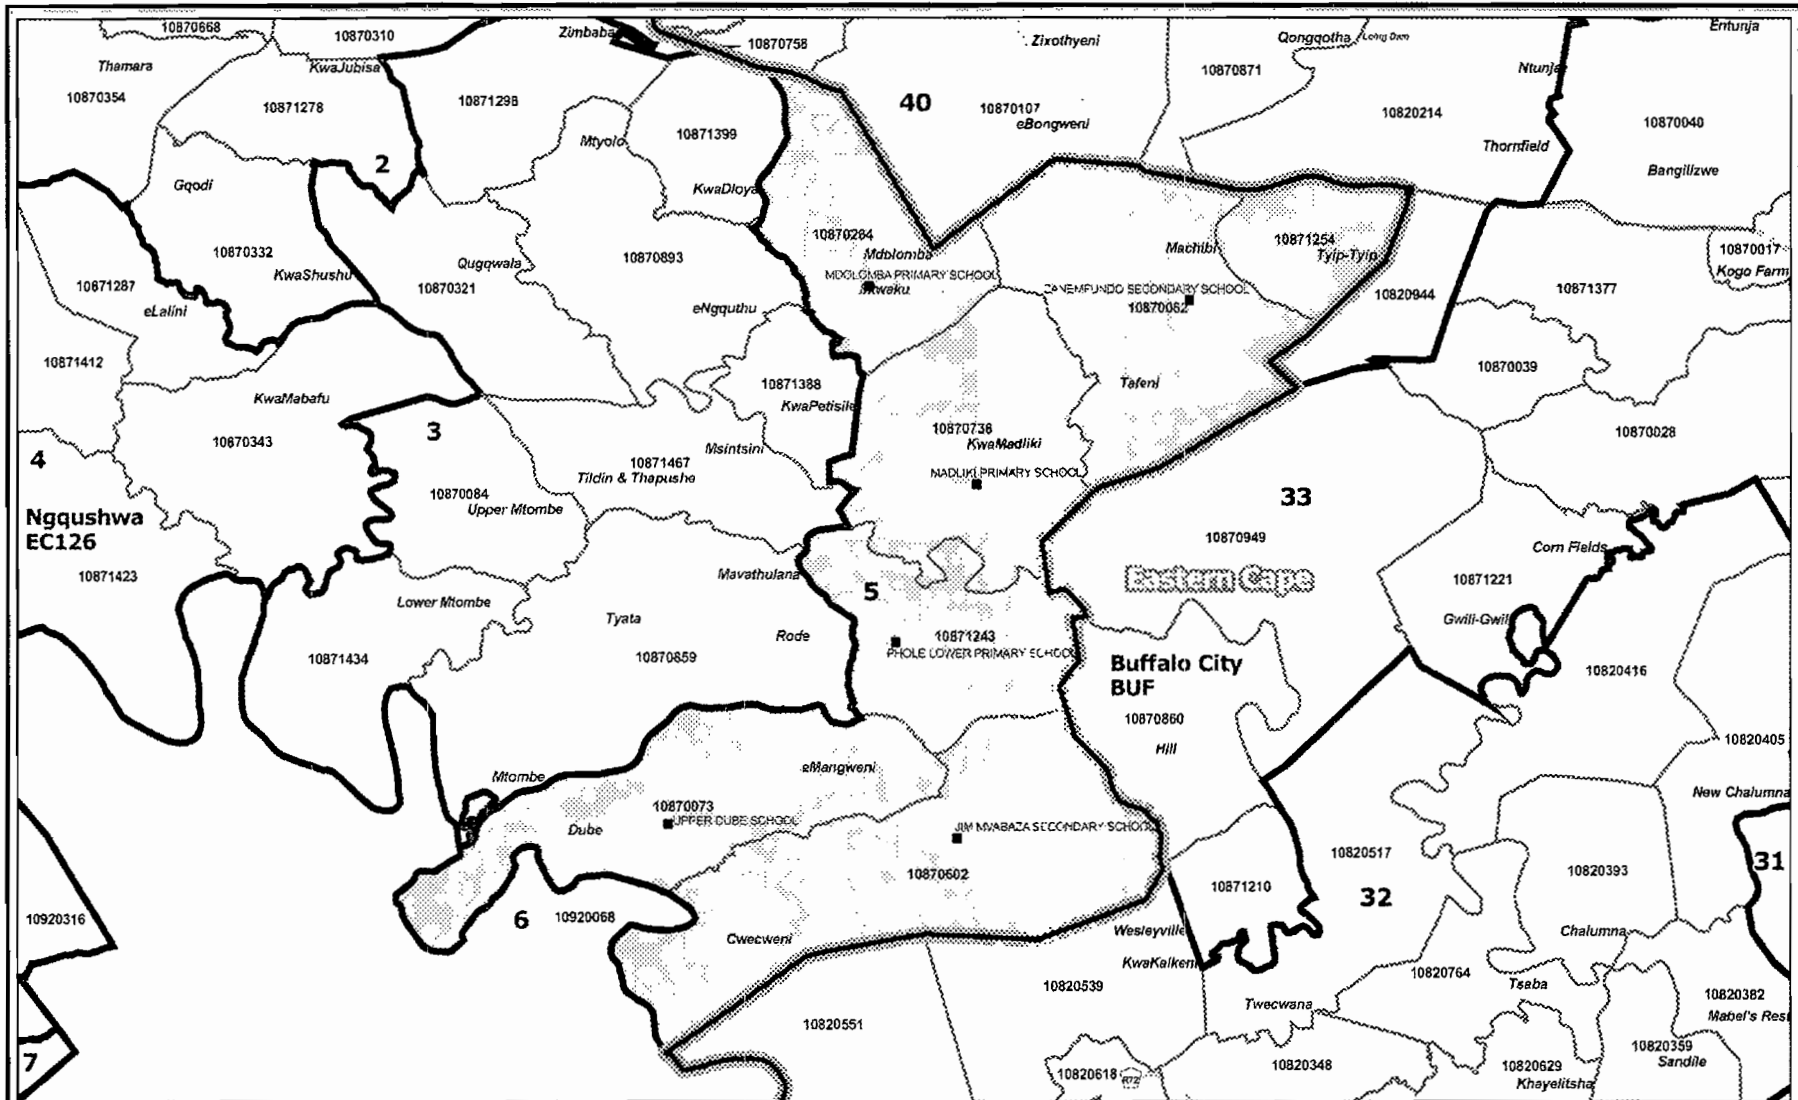 10870668
10870310
Zimbaba
10870758
Zixothyeni
Qongqotha
Entunja
Thamara
KwaJubisa
10870871
Ntunja
10870354
10871278
10871298
40
10870107
eBongweni
10820214
10870040
10871399
Mtyolo
Thornfield
2
Bangilizwe
Gqodi
KwaDloya
10870284
Machibi
10871254
Tyip-Tyip
10870332
Mdolomba
10870017
Kogo Farm
KwaShushu
Qugqwala
10870893
MDOLOMBA PRIMARY SCHOOL
10871287
10870321
ZANEMFUNDO SECONDARY SCHOOL
10870062
10820944
10871377
eLalini
eNgquthu
10871412
10871388
Tafeni
10870039
KwaMabafu
KwaPetisile
10870343
3
10870736
KwaMadliki
10870028
4
10871467
Msintsini
Tildin & Thapushe
MADLIKI PRIMARY SCHOOL
10870084
Upper Mtombe
33
Ngqushwa
EC126
10870949
Corn Fields
10871423
Mavathulana
5
Eastern Cape
10871221
Lower Mtombe
Tyata
Rode
10871243
Gwili-Gwili
10871434
10870659
PHOLE LOWER PRIMARY SCHOOL
Buffalo City
BUF
10820416
10870860
Hill
10820405
Mtombe
eMangweni
New Chalumna
10870073
Dube
UPPER DUBE SCHOOL
JIM MVABAZA SECONDARY SCHOOL
10820517
31
10870602
10871210
10820393
10920316
6
10920068
32
Cwecweni
Wesleyville
Chalumna
KwaKalkeni
10820764
10820539
Tsaba
10820382
Mabel's Rest
Twecwana
10820551
7
10820618
R72
10820348
10820629
Khayelitsha
10820359
Sandile